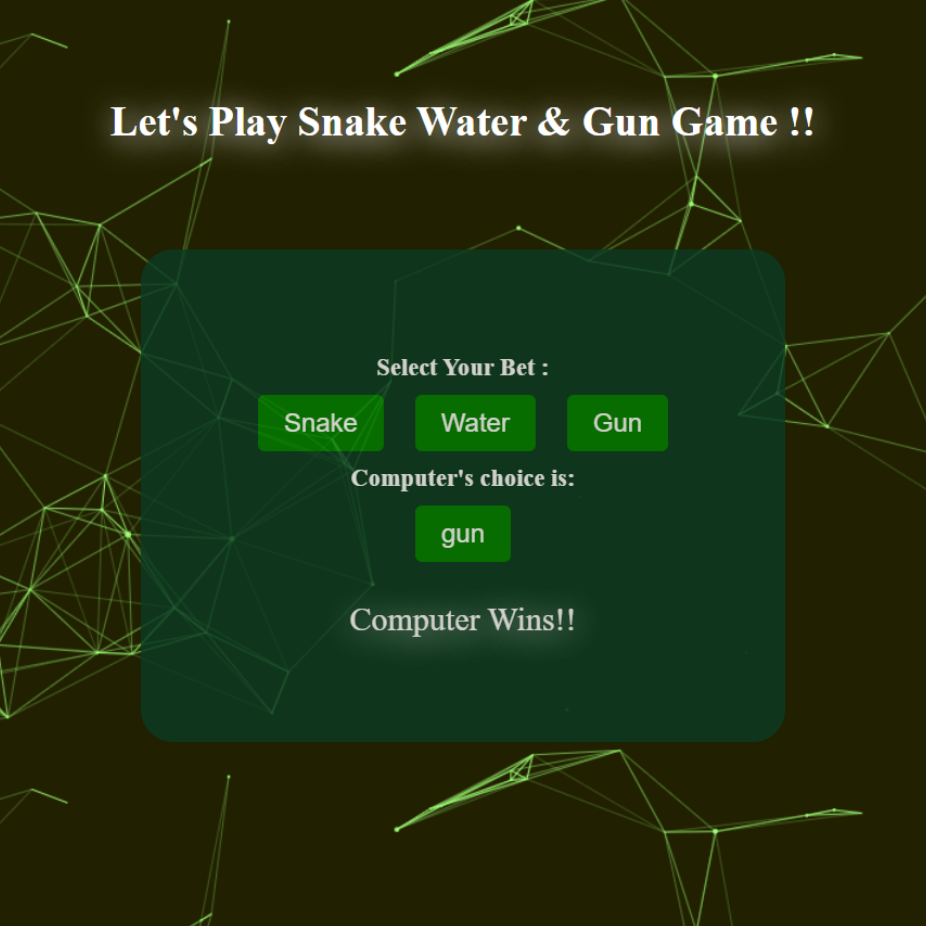 Let's Play Snake Water & Gun Game !!
Select Your Bet :
Snake Water Gun
Computer's choice is:
gun
Computer Wins!!